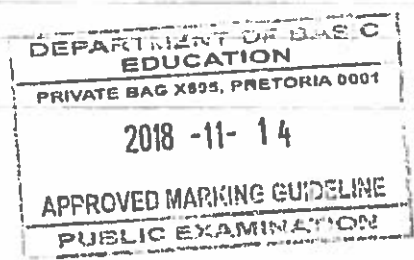 DEPARTMENT OF BASIC
EDUCATION
PRIVATE BAG X895, PRETORIA 0001
2018 -11- 14
APPROVED MARKING GUIDELINE
PUBLIC EXAMINATION